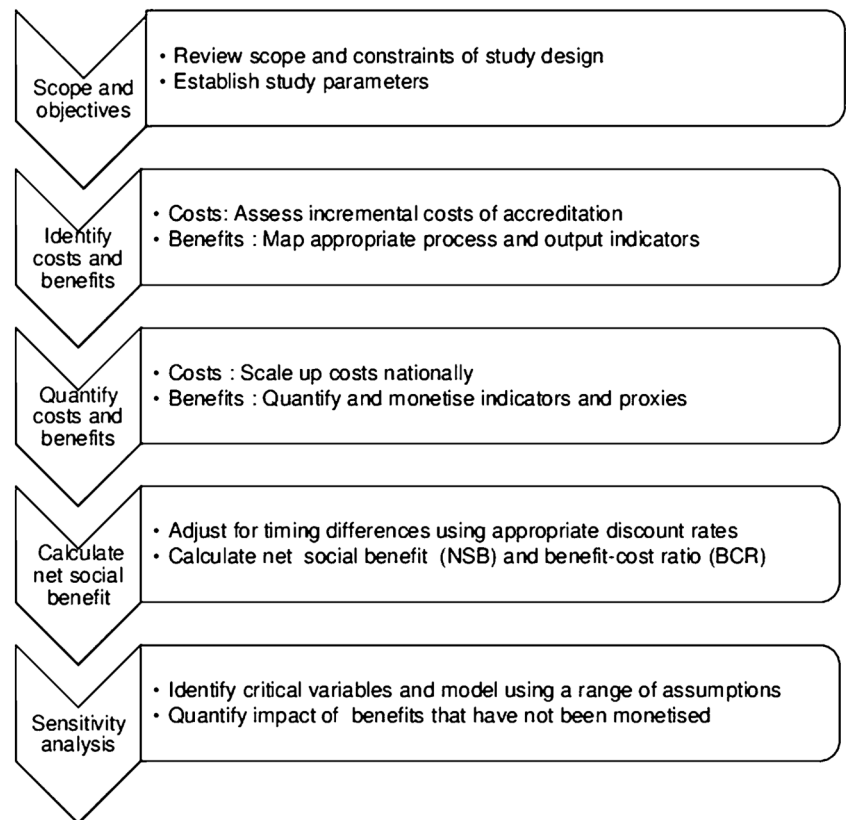 Scope and
objectives
• Review scope and constraints of study design
• Establish study parameters
Identify
costs and
benefits
• Costs: Assess incremental costs of accreditation
• Benefits : Map appropriate process and output indicators
Quantify
costs and
benefits
• Costs : Scale up costs nationally
• Benefits : Quantify and monetise indicators and proxies
Calculate
net social
benefit
• Adjust for timing differences using appropriate discount rates
• Calculate net social benefit (NSB) and benefit-cost ratio (BCR)
Sensitivity
analysis
• Identify critical variables and model using a range of assumptions
• Quantify impact of benefits that have not been monetised